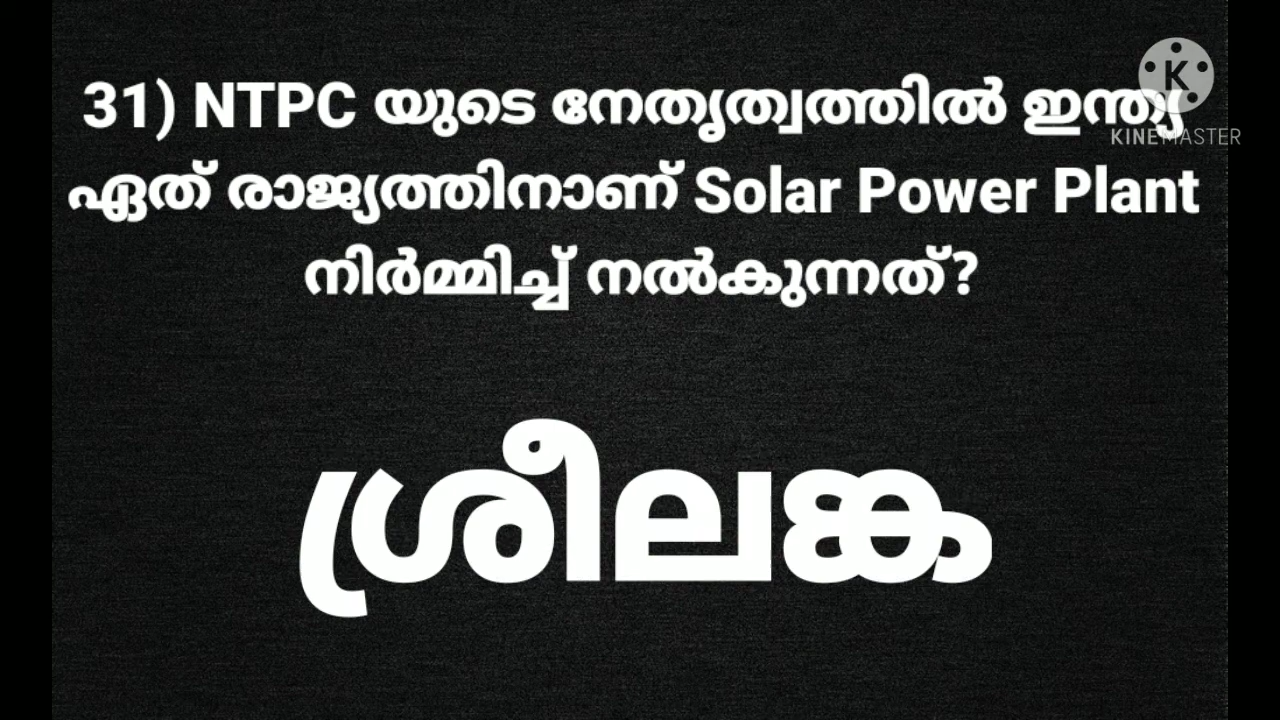 31) NTPC യുടെ നേതൃത്വത്തിൽ ഇന്ത്യ
KINEMASTER
ഏത് രാജ്യത്തിനാണ് Solar Power Plant
നിർമ്മിച്ച് നൽകുന്നത്?
ശ്രീലങ്ക